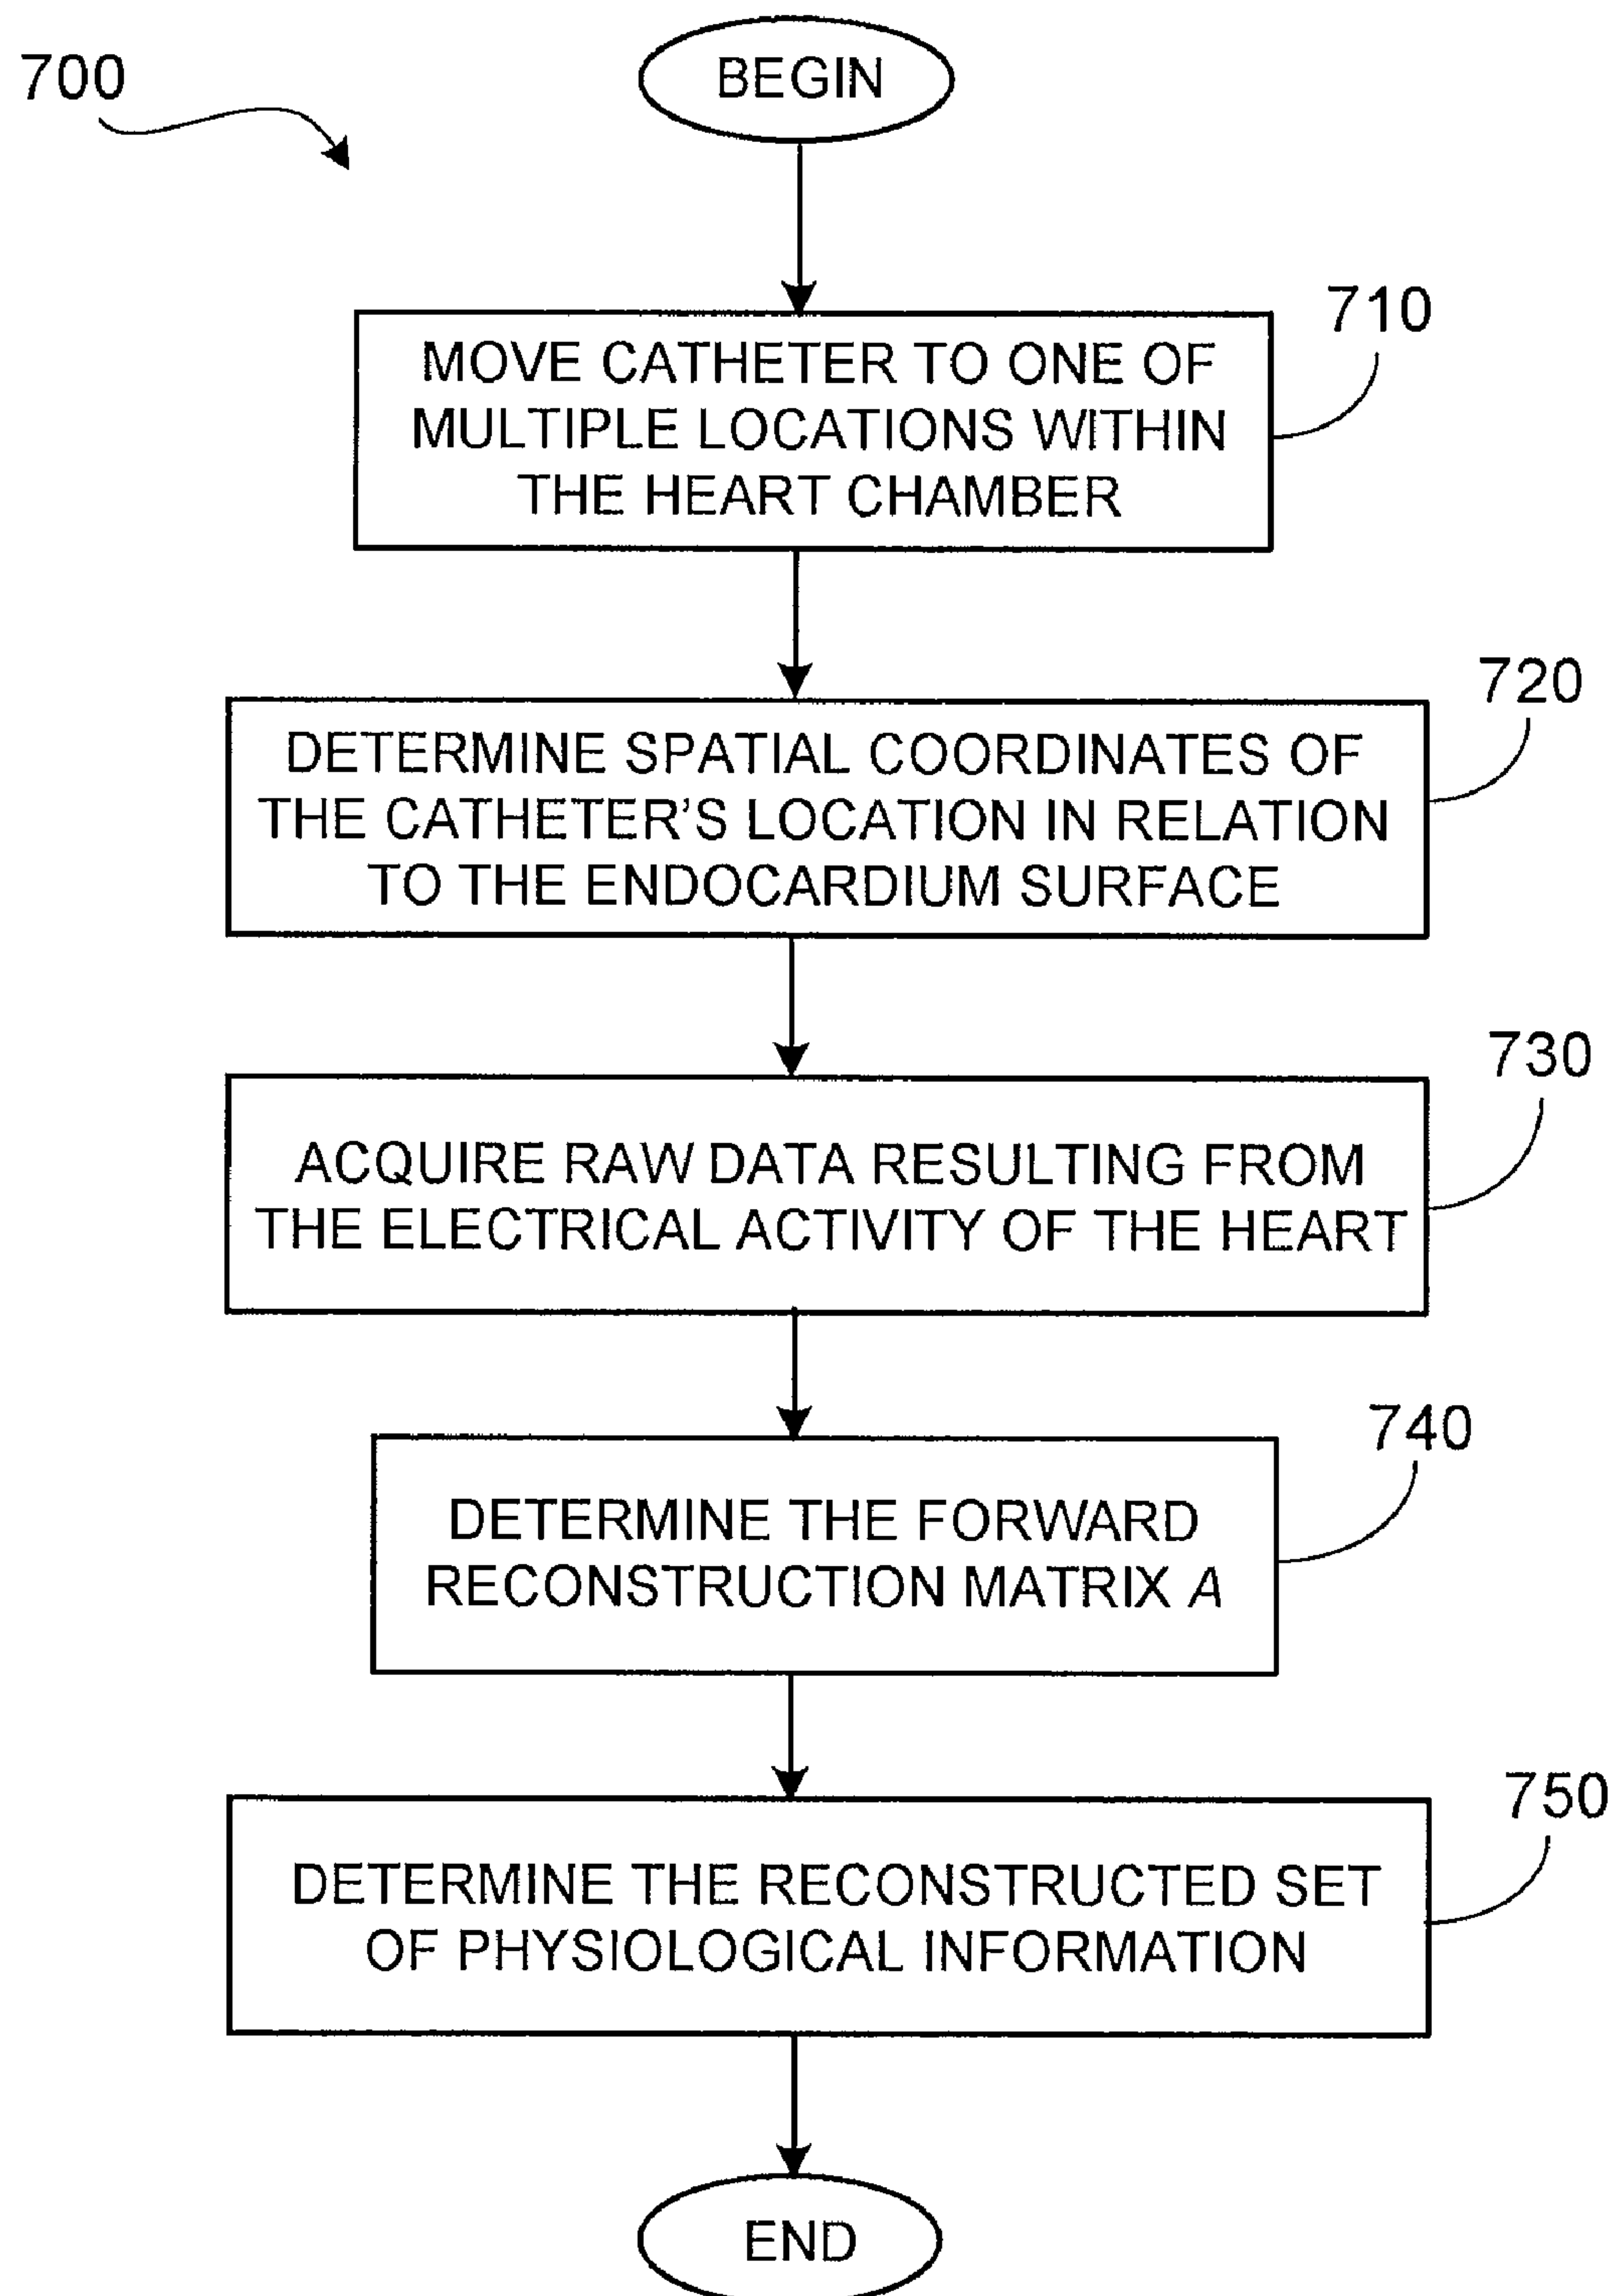 700
BEGIN
710
MOVE CATHETER TO ONE OF
MULTIPLE LOCATIONS WITHIN
THE HEART CHAMBER
720
DETERMINE SPATIAL COORDINATES OF
THE CATHETER'S LOCATION IN RELATION
TO THE ENDOCARDIUM SURFACE
730
ACQUIRE RAW DATA RESULTING FROM
THE ELECTRICAL ACTIVITY OF THE HEART
740
DETERMINE THE FORWARD
RECONSTRUCTION MATRIX A
750
DETERMINE THE RECONSTRUCTED SET
OF PHYSIOLOGICAL INFORMATION
END